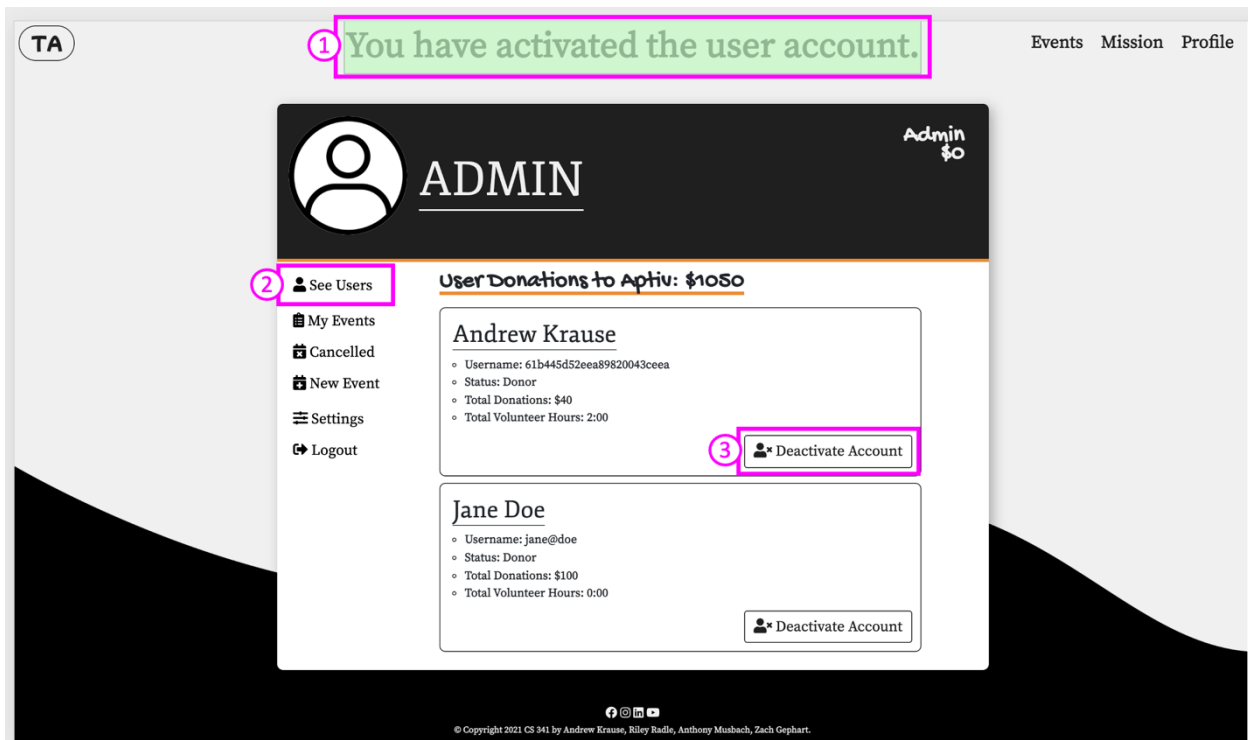 TA
1 You have activated the user account.
Events Mission Profile
Admin
$0
ADMIN
2 See Users
My Events
Cancelled
New Event
Settings
Logout
User Donations to Aptiv: $1050
Andrew Krause
Username: 61b445d52eea89820043ceea
Status: Donor
Total Donations: $40
Total Volunteer Hours: 2:00
3 Deactivate Account
Jane Doe
Username: jane@doe
Status: Donor
Total Donations: $100
Total Volunteer Hours: 0:00
Deactivate Account
© Copyright 2021 CS 341 by Andrew Krause, Riley Radle, Anthony Musbach, Zach Gephart.